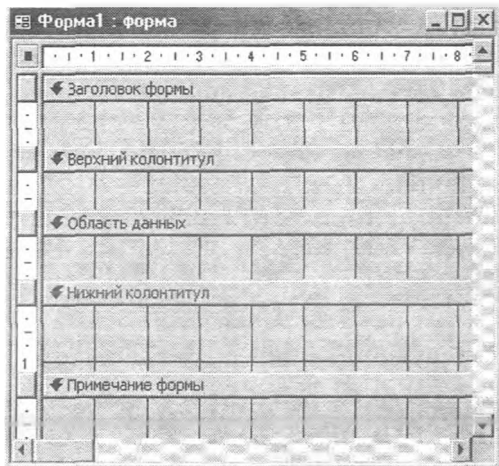 Форма1 : форма
1 2 3 4 5 6 7 8
Заголовок формы
Верхний колонтитул
Область данных
Нижний колонтитул
1
Примечание формы